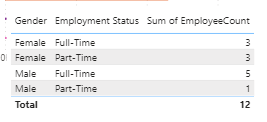 Gender Employment Status Sum of EmployeeCount
Female Full-Time 3
Female Part-Time 3
Male Full-Time 5
Male Part-Time 1
Total 12